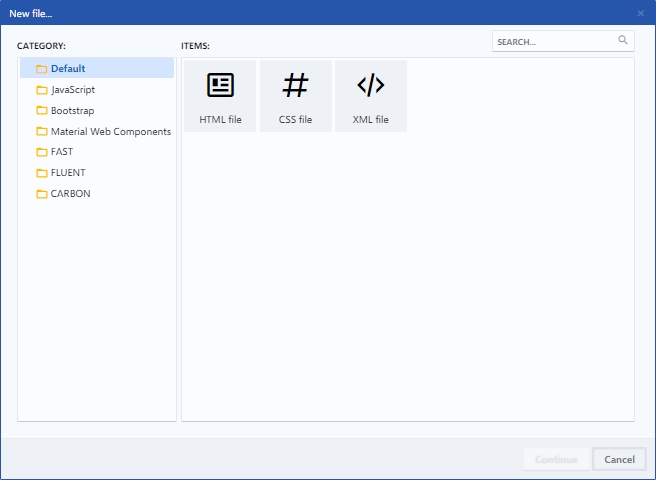 New file...
CATEGORY:
ITEMS:
SEARCH...
Default
JavaScript
Bootstrap
Material Web Components
FAST
FLUENT
CARBON
HTML file
CSS file
XML file
Continue
Cancel